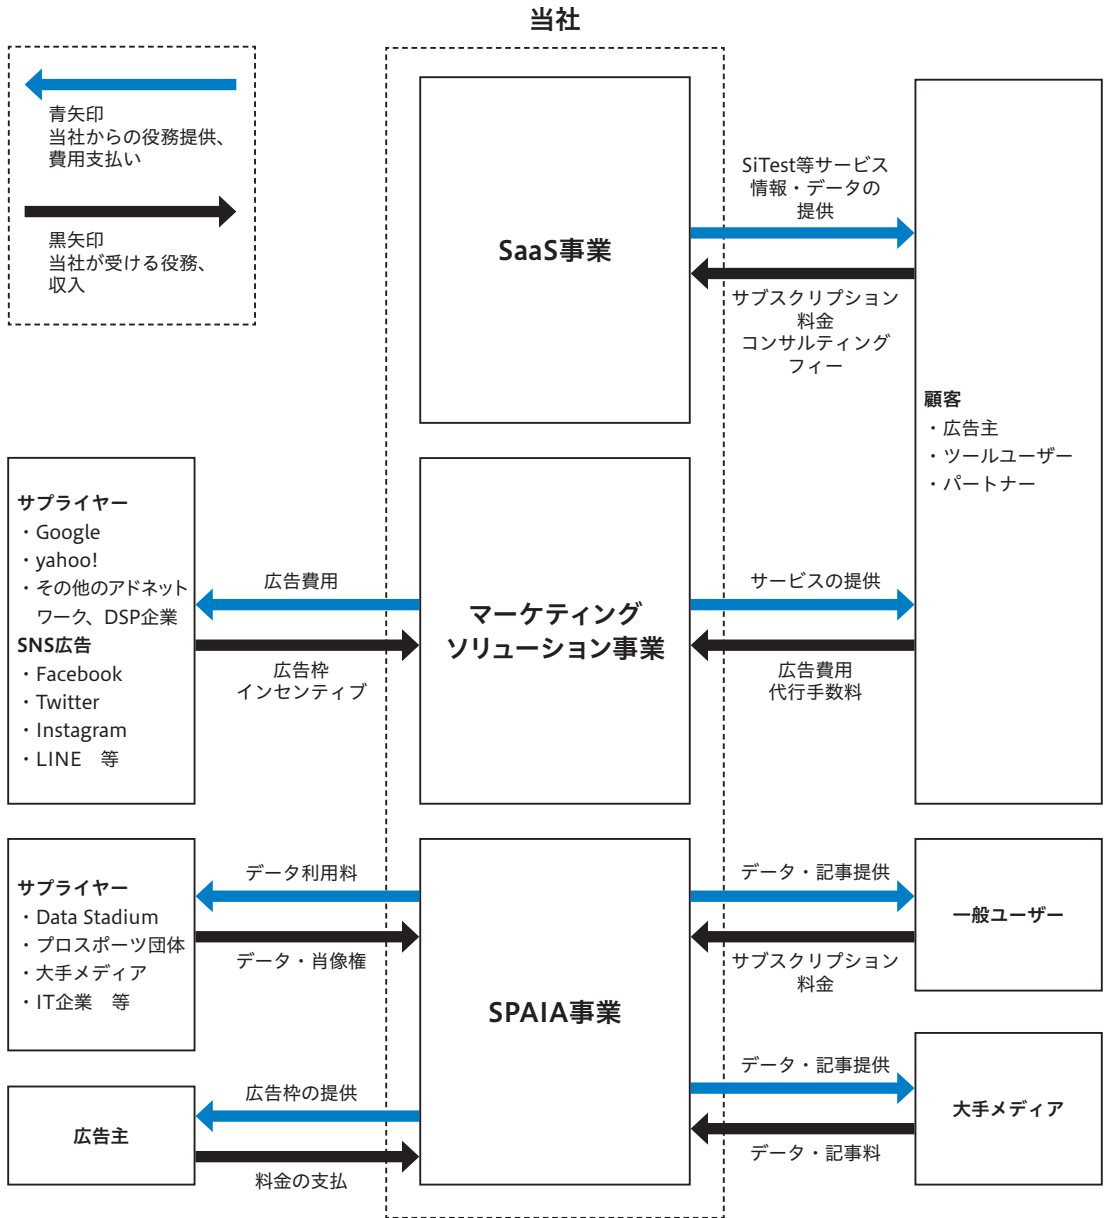 当社
青矢印
当社からの役務提供、
費用支払い
黒矢印
当社が受ける役務、
収入
SaaS事業
SiTest等サービス
情報・データの
提供
サブスクリプション
料金
コンサルティング
フィー
顧客
・広告主
・ツールユーザー
・パートナー
サプライヤー
・Google
・yahoo!
・その他のアドネット
ワーク、DSP企業
SNS広告
・Facebook
・Twitter
・Instagram
・LINE　等
広告費用
広告枠
インセンティブ
マーケティング
ソリューション事業
サービスの提供
広告費用
代行手数料
サプライヤー
・Data Stadium
・プロスポーツ団体
・大手メディア
・IT企業　等
データ利用料
データ・肖像権
SPAIA事業
データ・記事提供
サブスクリプション
料金
一般ユーザー
広告主
広告枠の提供
料金の支払
データ・記事提供
データ・記事料
大手メディア